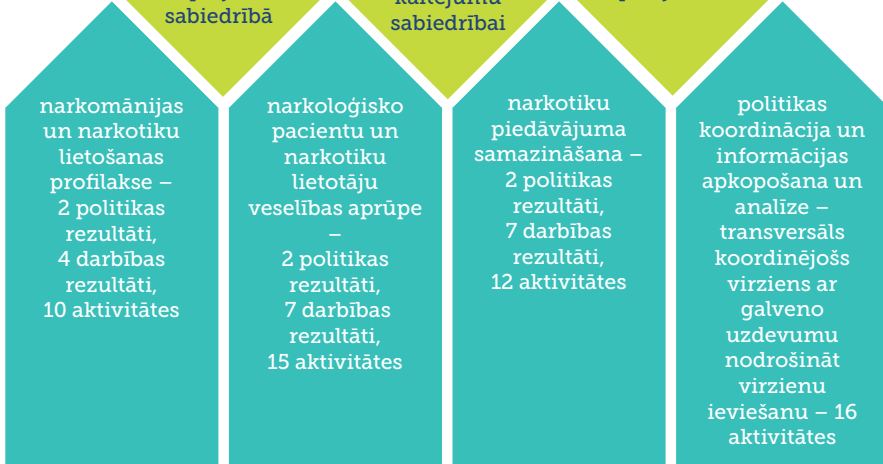 sabiedrībā
kaitējuma
sabiedrībai
narkomānijas
un narkotiku
lietošanas
profilakse –
2 politikas
rezultāti,
4 darbības
rezultāti,
10 aktivitātes
narkoloģisko
pacientu un
narkotiku
lietotāju
veselības aprūpe
–
2 politikas
rezultāti,
7 darbības
rezultāti,
15 aktivitātes
narkotiku
piedāvājuma
samazināšana –
2 politikas
rezultāti,
7 darbības
rezultāti,
12 aktivitātes
politikas
koordinācija un
informācijas
apkopošana un
analīze –
transversāls
koordinējošs
virziens ar
galveno
uzdevumu
nodrošināt
virzienu
ieviešanu – 16
aktivitātes